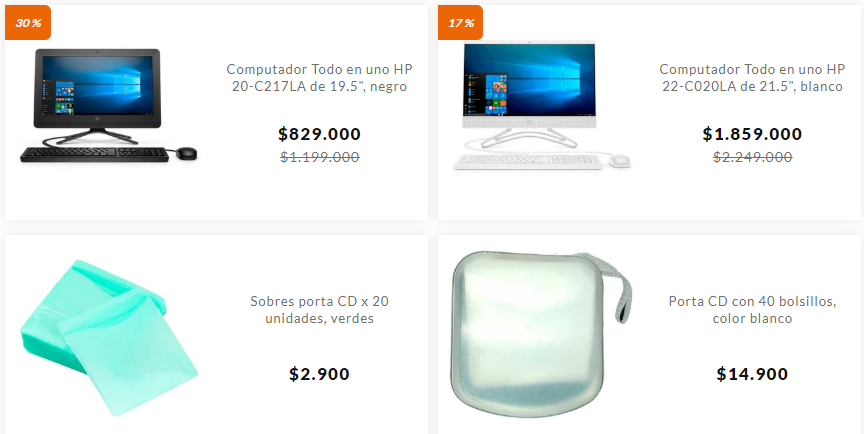 30 %
Computador Todo en uno HP
20-C217LA de 19.5", negro
$829.000
$1.199.000
17 %
Computador Todo en uno HP
22-C020LA de 21.5", blanco
$1.859.000
$2.249.000
Sobres porta CD x 20
unidades, verdes
$2.900
Porta CD con 40 bolsillos,
color blanco
$14.900